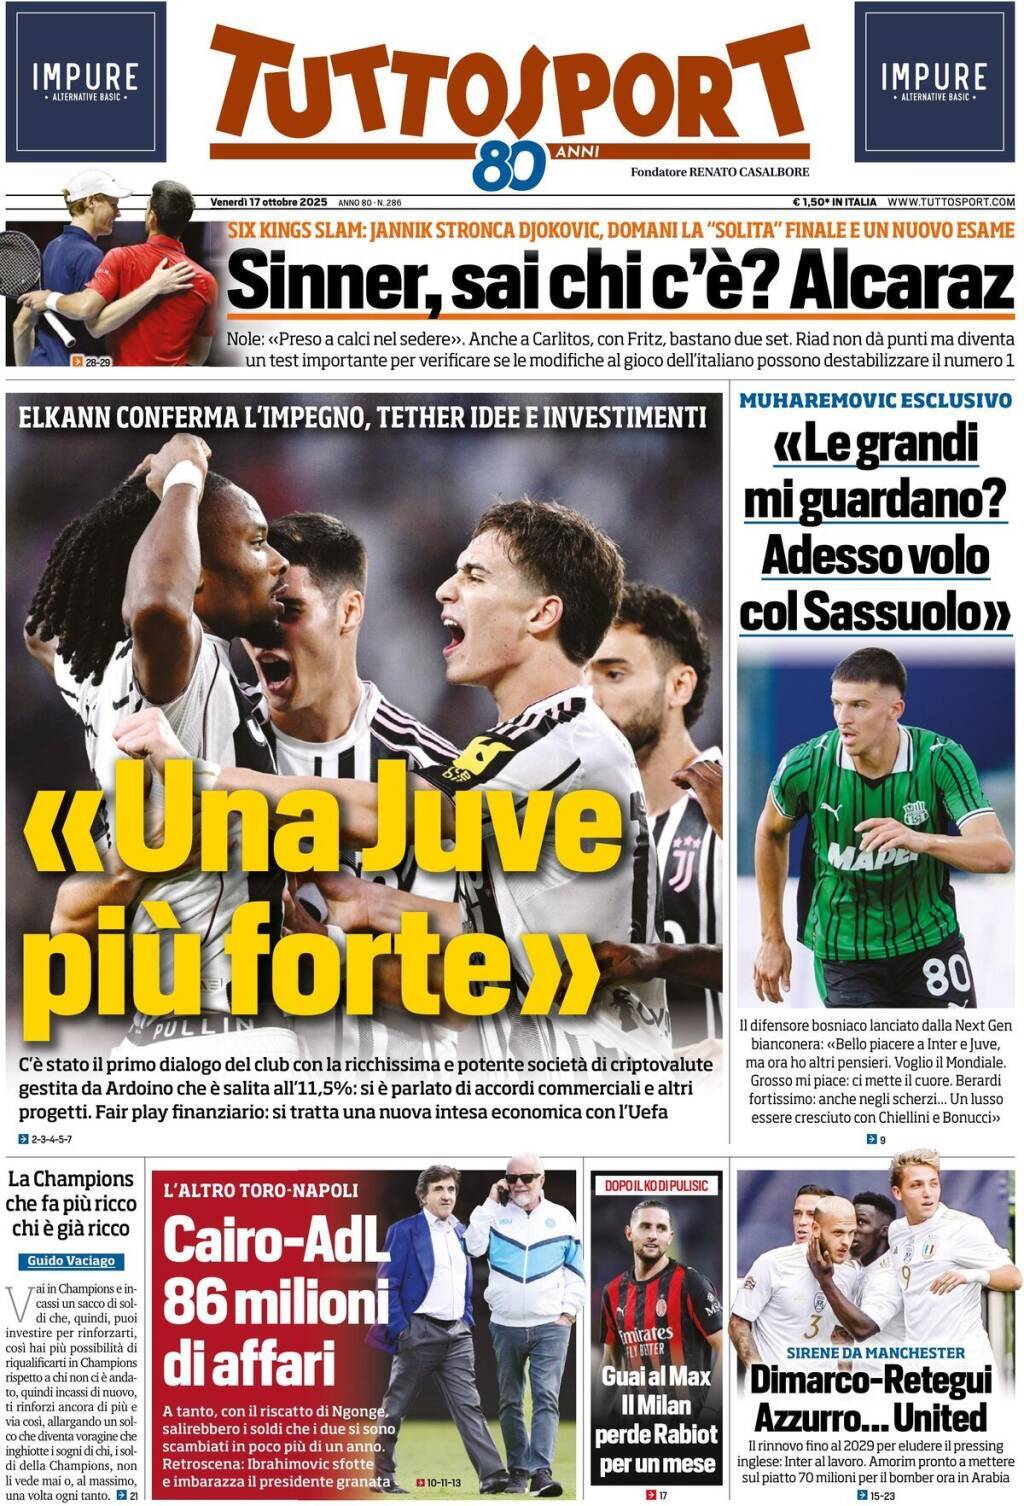 IMPURE
• ALTERNATIVE BASIC •
TUTTOSPORT
80 ANNI
Fondatore RENATO CASALBORE
IMPURE
• ALTERNATIVE BASIC •
Venerdì 17 ottobre 2025 ANNO 80 - N. 286
€ 1,50* IN ITALIA WWW.TUTTOSPORT.COM
SIX KINGS SLAM: JANNIK STRONCA DJOKOVIC, DOMANI LA “SOLITA” FINALE E UN NUOVO ESAME
Sinner, sai chi c’è? Alcaraz
Nole: «Preso a calci nel sedere». Anche a Carlitos, con Fritz, bastano due set. Riad non dà punti ma diventa
un test importante per verificare se le modifiche al gioco dell’italiano possono destabilizzare il numero 1
28-29
ELKANN CONFERMA L’IMPEGNO, TETHER IDEE E INVESTIMENTI
«Una Juve
più forte»
PULLIN
C’è stato il primo dialogo del club con la ricchissima e potente società di criptovalute
gestita da Ardoino che è salita all’11,5%: si è parlato di accordi commerciali e altri
progetti. Fair play finanziario: si tratta una nuova intesa economica con l’Uefa
2-3-4-5-7
MUHAREMOVIC ESCLUSIVO
«Le grandi
mi guardano?
Adesso volo
col Sassuolo»
MAPEI
80
Il difensore bosniaco lanciato dalla Next Gen
bianconera: «Bello piacere a Inter e Juve,
ma ora ho altri pensieri. Voglio il Mondiale.
Grosso mi piace: ci mette il cuore. Berardi
fortissimo: anche negli scherzi... Un lusso
essere cresciuto con Chiellini e Bonucci»
9
La Champions
che fa più ricco
chi è già ricco
Guido Vaciago
Vai in Champions e in-
cassi un sacco di sol-
di che, quindi, puoi
investire per rinforzarti,
così hai più possibilità di
riqualificarti in Champions
rispetto a chi non ci è anda-
to, quindi incassi di nuovo,
ti rinforzi ancora di più e
via così, allargando un sol-
co che diventa voragine che
inghiotte i sogni di chi, i sol-
di della Champions, non
li vede mai o, al massimo,
una volta ogni tanto. 21
L’ALTRO TORO-NAPOLI
Cairo-AdL
86 milioni
di affari
A tanto, con il riscatto di Ngonge,
salirebbero i soldi che i due si sono
scambiati in poco più di un anno.
Retroscena: Ibrahimovic sfotte
e imbarazza il presidente granata
10-11-13
DOPO IL KO DI PULISIC
Emirates
FLY BETTER
Guai al Max
Il Milan
perde Rabiot
per un mese
17
3
9
SIRENE DA MANCHESTER
Dimarco-Retegui
Azzurro... United
Il rinnovo fino al 2029 per eludere il pressing
inglese: Inter al lavoro. Amorim pronto a mettere
sul piatto 70 milioni per il bomber ora in Arabia
15-23